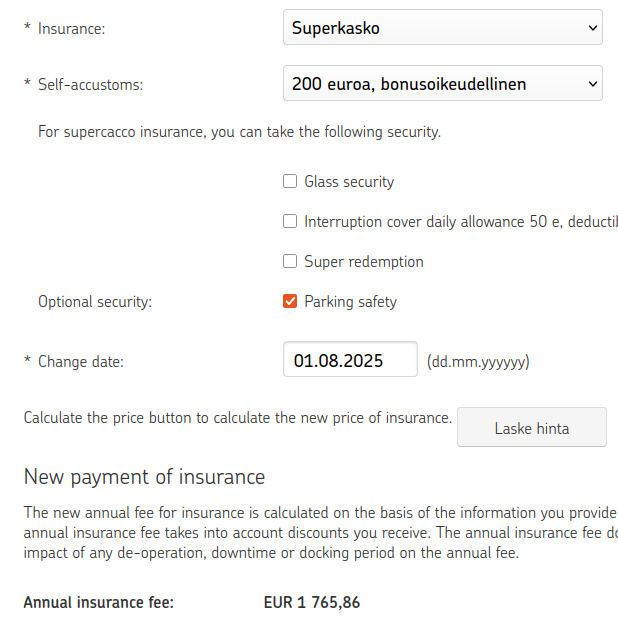 * Insurance: Superkasko
* Self-accustoms: 200 euroa, bonusoikeudellinen
For supercacco insurance, you can take the following security.
Glass security
Interruption cover daily allowance 50 e, deducti
Super redemption
Optional security: Parking safety
* Change date: 01.08.2025 (dd.mm.yyyyyy)
Calculate the price button to calculate the new price of insurance. Laske hinta
New payment of insurance
The new annual fee for insurance is calculated on the basis of the information you provide
annual insurance fee takes into account discounts you receive. The annual insurance fee do
impact of any de-operation, downtime or docking period on the annual fee.
Annual insurance fee: EUR 1 765,86